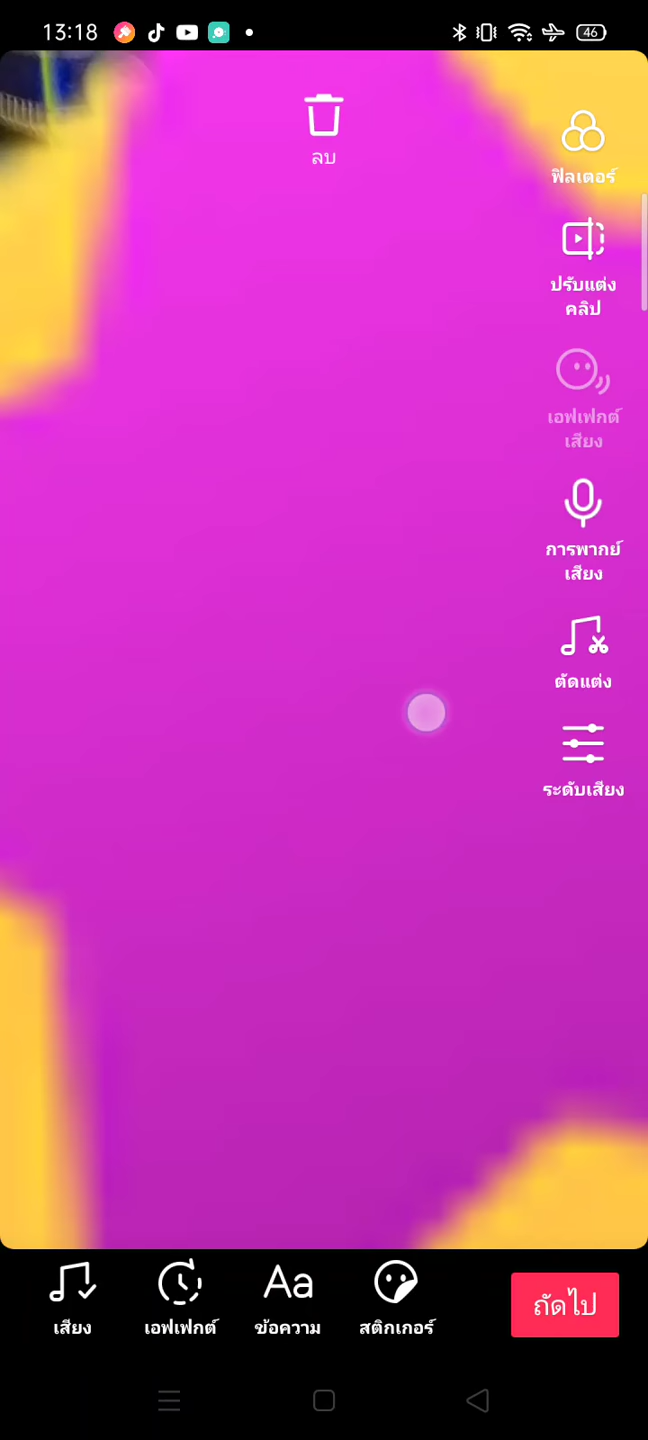 13:18
46
ลบ
ฟิลเตอร์
ปรับแต่ง
คลิป
เอฟเฟกต์
เสียง
การพากย์
เสียง
ตัดแต่ง
ระดับเสียง
เสียง
เอฟเฟกต์
Aa
ข้อความ
สติกเกอร์
ถัดไป